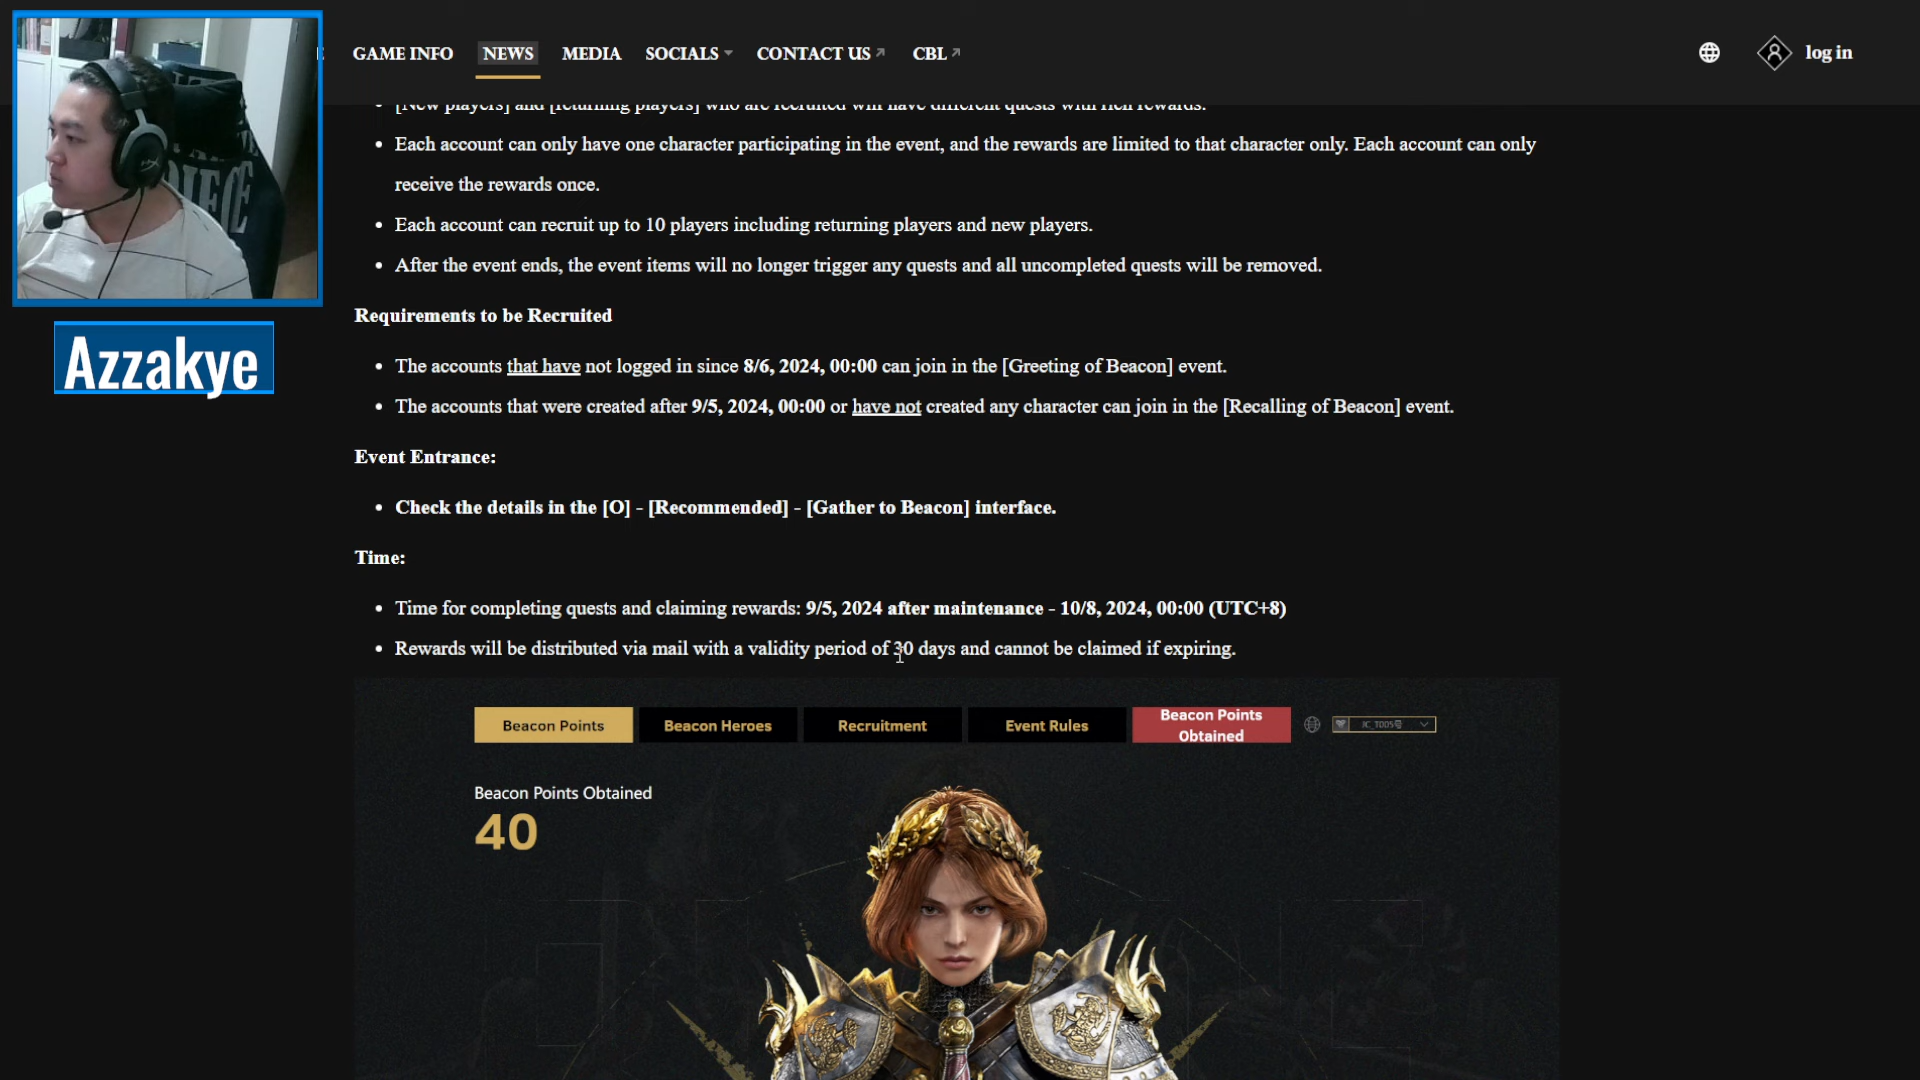 GAME INFO NEWS MEDIA SOCIALS CONTACT US CBL log in
[New players] and [returning players] who are recruited will have different quests with rich rewards.
Each account can only have one character participating in the event, and the rewards are limited to that character only. Each account can only
receive the rewards once.
Each account can recruit up to 10 players including returning players and new players.
After the event ends, the event items will no longer trigger any quests and all uncompleted quests will be removed.
Requirements to be Recruited
The accounts that have not logged in since 8/6, 2024, 00:00 can join in the [Greeting of Beacon] event.
Azzakye
The accounts that were created after 9/5, 2024, 00:00 or have not created any character can join in the [Recalling of Beacon] event.
Event Entrance:
Check the details in the [O] - [Recommended] - [Gather to Beacon] interface.
Time:
Time for completing quests and claiming rewards: 9/5, 2024 after maintenance - 10/8, 2024, 00:00 (UTC+8)
Rewards will be distributed via mail with a validity period of 30 days and cannot be claimed if expiring.
Beacon Points Beacon Heroes Recruitment Event Rules Beacon Points
Obtained
Beacon Points Obtained
40